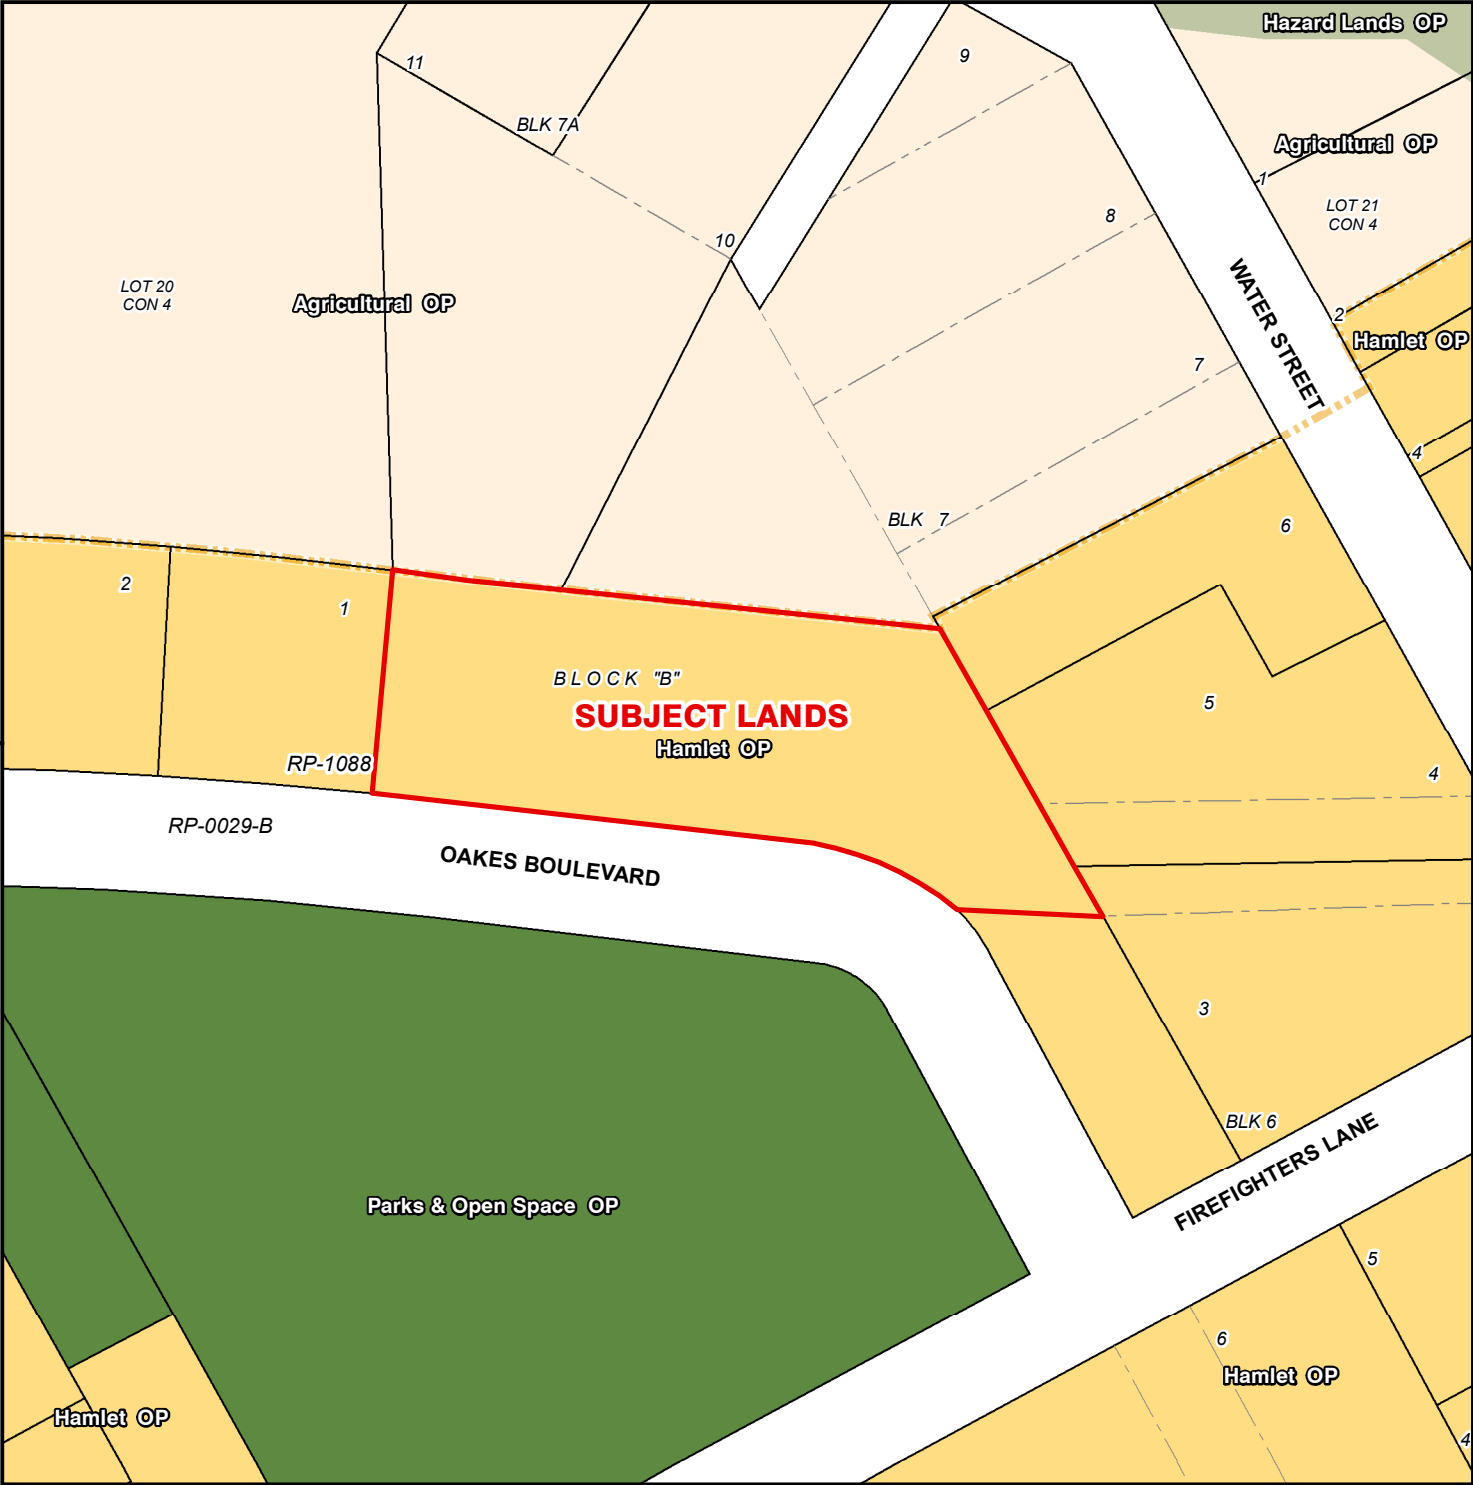 Hazard Lands OP
9
11
BLK 7A
Agricultural OP
1
LOT 21
CON 4
8
10
LOT 20
CON 4
Agricultural OP
WATER STREET
2
Hamlet OP
7
4
BLK 7
6
2
1
BLOCK "B"
SUBJECT LANDS
Hamlet OP
5
RP-1088
4
RP-0029-B
OAKES BOULEVARD
3
BLK 6
FIREFIGHTERS LANE
Parks & Open Space OP
5
6
Hamlet OP
Hamlet OP
4